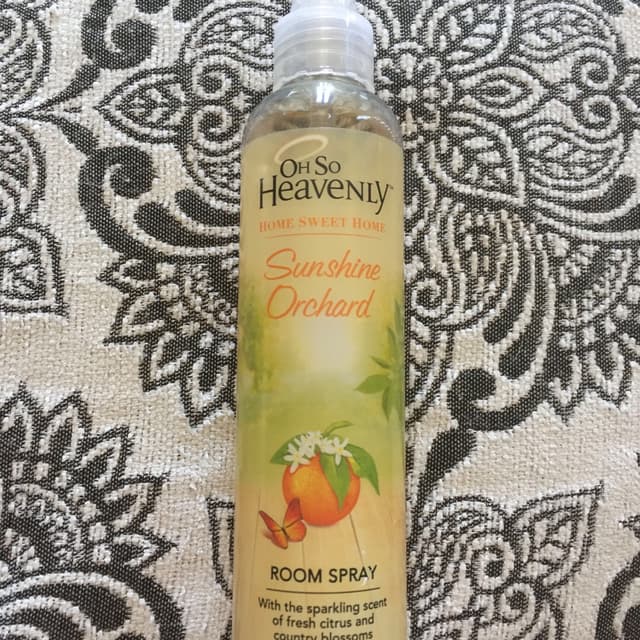 Oh So
Heavenly™
Home Sweet Home
Sunshine
Orchard
ROOM SPRAY
With the sparkling scent
of fresh citrus and
country blossoms